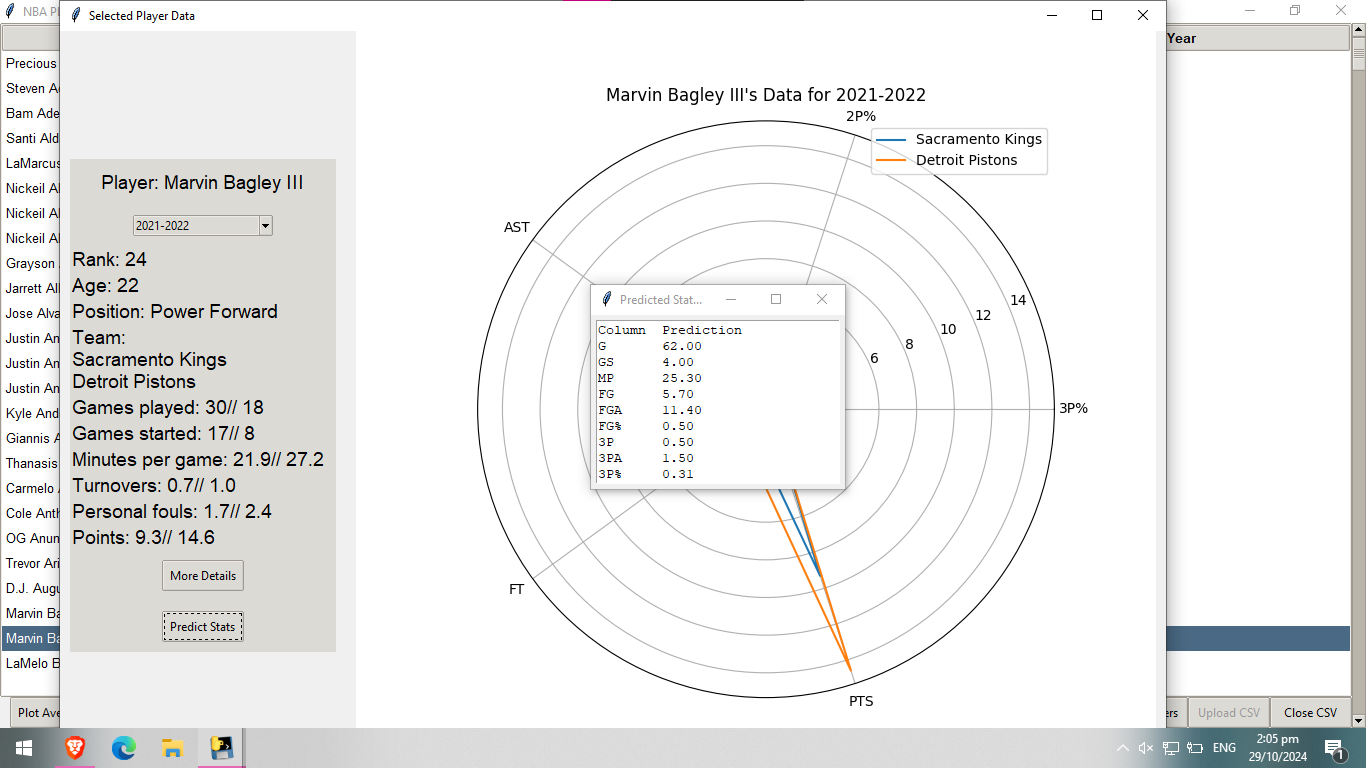 NBA Pl
Selected Player Data
Year
Precious
Steven A
Bam Ade
Santi Ald
LaMarcus
Nickeil Al
Nickeil Al
Nickeil Al
Grayson
Jarrett All
Jose Alva
Justin An
Justin An
Justin An
Kyle And
Giannis A
Thanasis
Carmelo
Cole Anth
OG Anun
Trevor Ari
D.J. Augu
Marvin Ba
Marvin Ba
LaMelo B
Plot Ave
Player: Marvin Bagley III
2021-2022
Rank: 24
Age: 22
Position: Power Forward
Team:
Sacramento Kings
Detroit Pistons
Games played: 30// 18
Games started: 17// 8
Minutes per game: 21.9// 27.2
Turnovers: 0.7// 1.0
Personal fouls: 1.7// 2.4
Points: 9.3// 14.6
More Details
Predict Stats
Marvin Bagley III's Data for 2021-2022
2P%
Sacramento Kings
Detroit Pistons
AST
14
12
10
8
6
3P%
FT
PTS
Predicted Stat...
Column Prediction
G 62.00
GS 4.00
MP 25.30
FG 5.70
FGA 11.40
FG% 0.50
3P 0.50
3PA 1.50
3P% 0.31
ers
Upload CSV
Close CSV
ENG
2:05 pm
29/10/2024
1